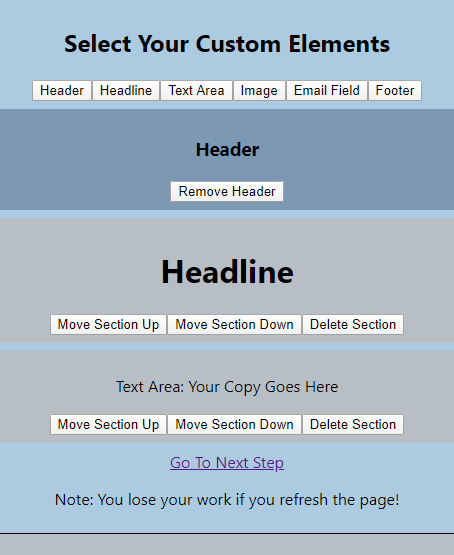 Select Your Custom Elements
Header Headline Text Area Image Email Field Footer
Header
Remove Header
Headline
Move Section Up Move Section Down Delete Section
Text Area: Your Copy Goes Here
Move Section Up Move Section Down Delete Section
Go To Next Step
Note: You lose your work if you refresh the page!